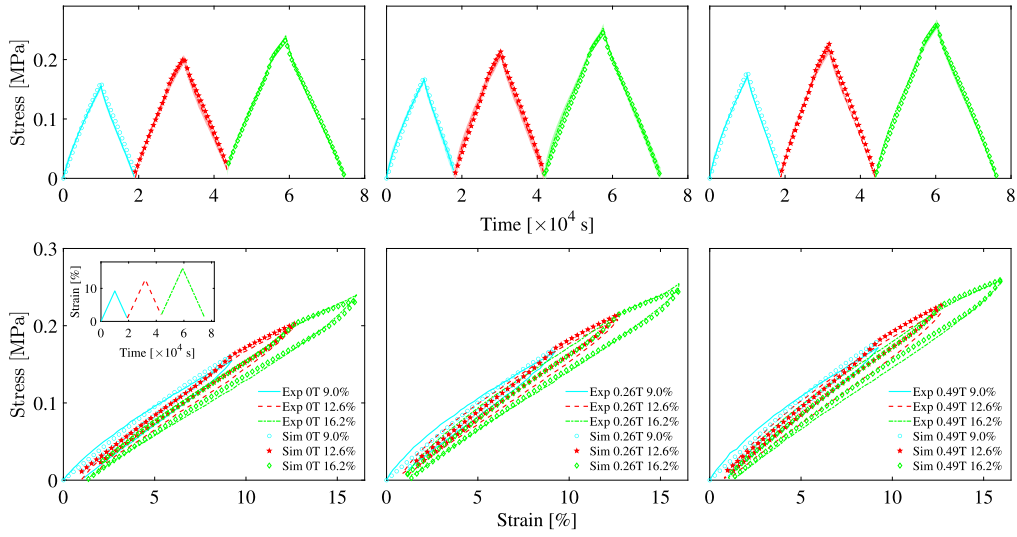 Stress [MPa]
0.2
0.1
0
0 2 4 6 8
0 2 4 6 8
0 2 4 6 8
Time [×10⁴ s]
Stress [MPa]
0.3
0.2
0.1
0
Strain [%]
10
0
0 2 4 6 8
Time [×10⁴ s]
Exp 0T 9.0%
Exp 0T 12.6%
Exp 0T 16.2%
Sim 0T 9.0%
Sim 0T 12.6%
Sim 0T 16.2%
Exp 0.26T 9.0%
Exp 0.26T 12.6%
Exp 0.26T 16.2%
Sim 0.26T 9.0%
Sim 0.26T 12.6%
Sim 0.26T 16.2%
Exp 0.49T 9.0%
Exp 0.49T 12.6%
Exp 0.49T 16.2%
Sim 0.49T 9.0%
Sim 0.49T 12.6%
Sim 0.49T 16.2%
0 5 10 15
0 5 10 15
0 5 10 15
Strain [%]